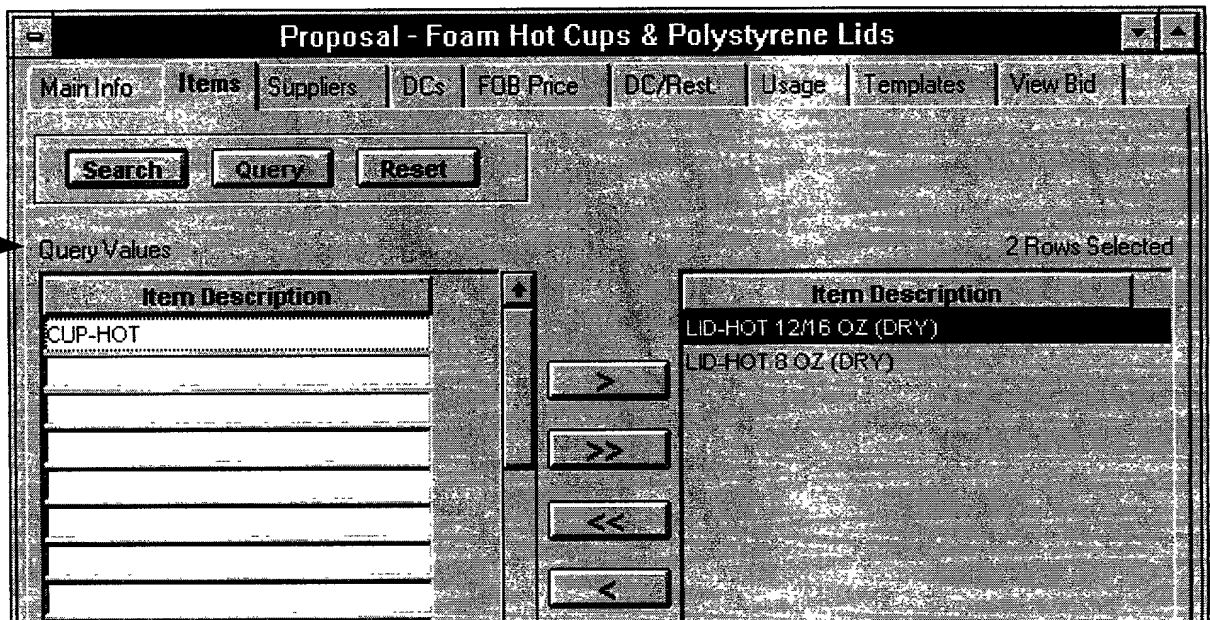 Proposal - Foam Hot Cups & Polystyrene Lids
Main Info Items Suppliers DCs FOB Price DC/Rest. Usage Templates View Bid
Search Query Reset
Query Values 2 Rows Selected
Item Description Item Description
CUP-HOT LID-HOT 12/16 OZ (DRY)
LID-HOT 8 OZ (DRY)
>
>>
<<
<